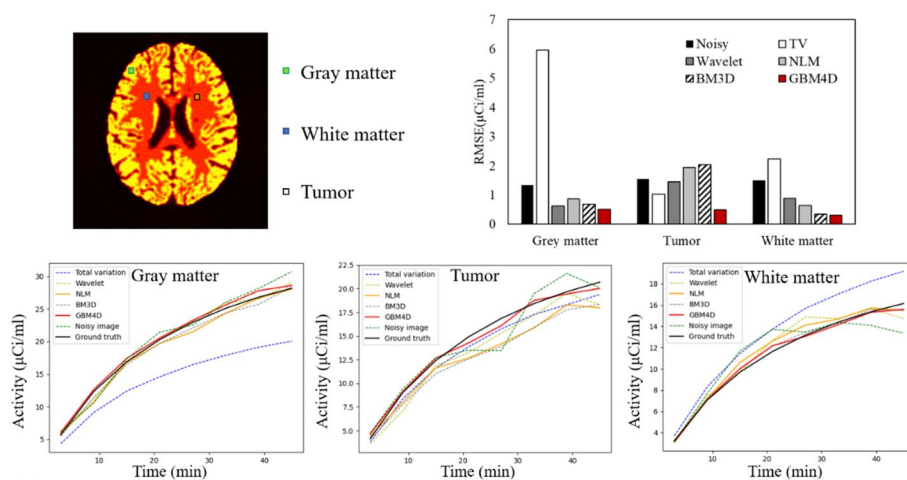 Gray matter
White matter
Tumor
RMSE(μCi/ml)
7
6
5
4
3
2
1
0
Noisy
TV
Wavelet
NLM
BM3D
GBM4D
Grey matter
Tumor
White matter
Gray matter
Activity (μCi/ml)
30
25
20
15
10
5
Total variation
Wavelet
NLM
BM3D
GBM4D
Noisy image
Ground truth
10
20
30
40
Time (min)
Tumor
Activity (μCi/ml)
22.5
20.0
17.5
15.0
12.5
10.0
7.5
5.0
Total variation
Wavelet
NLM
BM3D
GBM4D
Noisy image
Ground truth
10
20
30
40
Time (min)
White matter
Activity (μCi/ml)
18
16
14
12
10
8
6
4
Total variation
Wavelet
NLM
BM3D
GBM4D
Noisy image
Ground truth
10
20
30
40
Time (min)